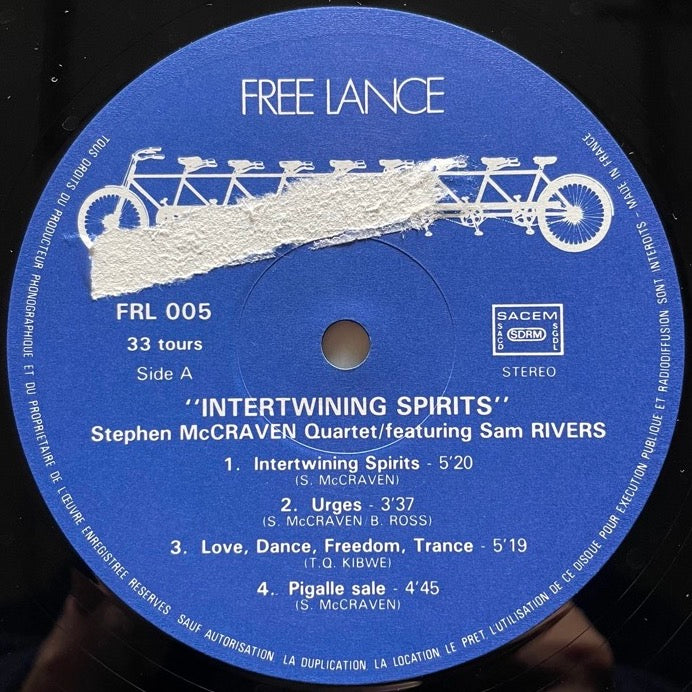 FREE LANCE
FRL 005
33 tours
Side A
SACEM
SACD
SDRM
SGDL
STEREO
"INTERTWINING SPIRITS"
Stephen McCRAVEN Quartet/featuring Sam RIVERS
1. Intertwining Spirits - 5'20
(S. McCRAVEN)
2. Urges - 3'37
(S. McCRAVEN B. ROSS)
3. Love, Dance, Freedom, Trance - 5'19
(T.Q. KIBWE)
4. Pigalle sale - 4'45
(S. McCRAVEN)
TOUS DROITS DU PRODUCTEUR PHONOGRAPHIQUE ET DU PROPRIETAIRE DE L'ŒUVRE ENREGISTREE RESERVES SAUF AUTORISATION LA DUPLICATION LA LOCATION LE PRET L'UTILISATION DE CE DISQUE POUR EXECUTION PUBLIQUE ET RADIODIFFUSION SONT INTERDITS - MADE IN FRANCE